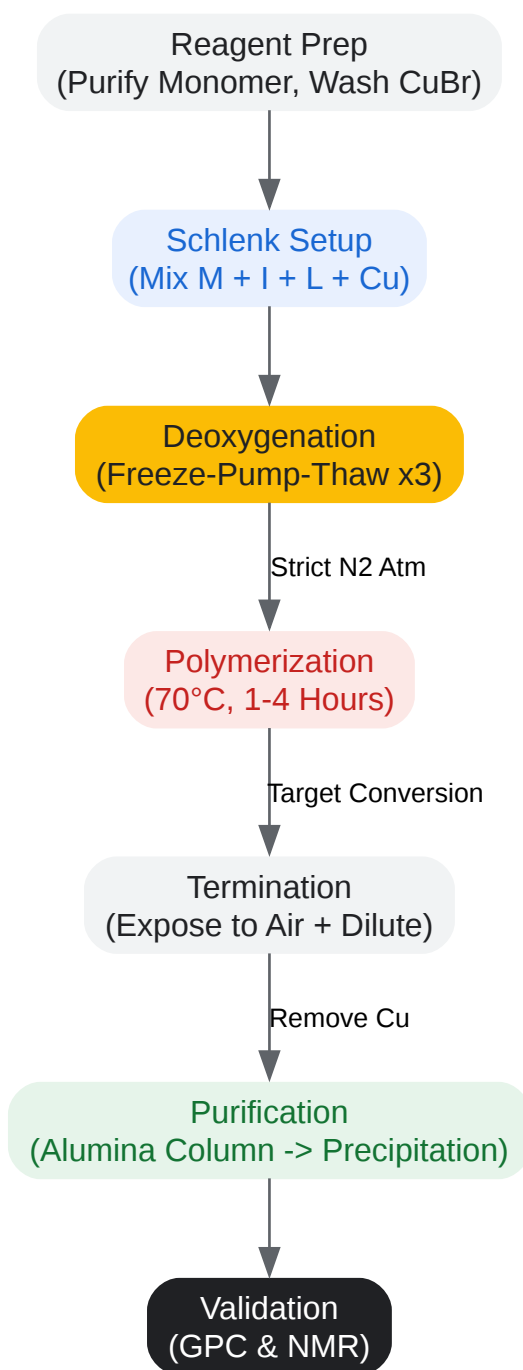 Reagent Prep
(Purify Monomer, Wash CuBr)
Schlenk Setup
(Mix M + I + L + Cu)
Deoxygenation
(Freeze-Pump-Thaw x3)
Strict N2 Atm
Polymerization
(70°C, 1-4 Hours)
Target Conversion
Termination
(Expose to Air + Dilute)
Remove Cu
Purification
(Alumina Column -> Precipitation)
Validation
(GPC & NMR)